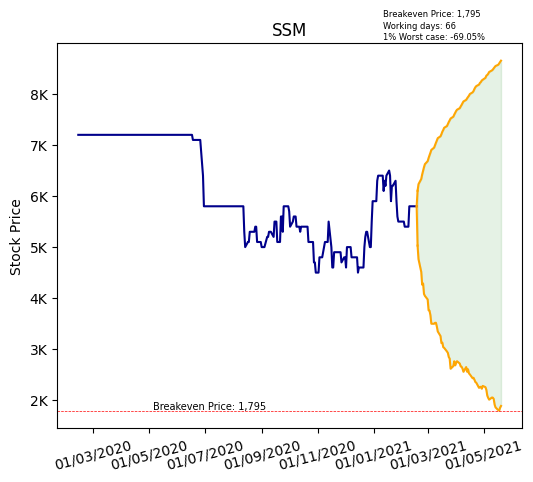 Breakeven Price: 1,795
Working days: 66
1% Worst case: -69.05%
SSM
Stock Price
8K
7K
6K
5K
4K
3K
2K
Breakeven Price: 1,795
01/03/2020
01/05/2020
01/07/2020
01/09/2020
01/11/2020
01/01/2021
01/03/2021
01/05/2021